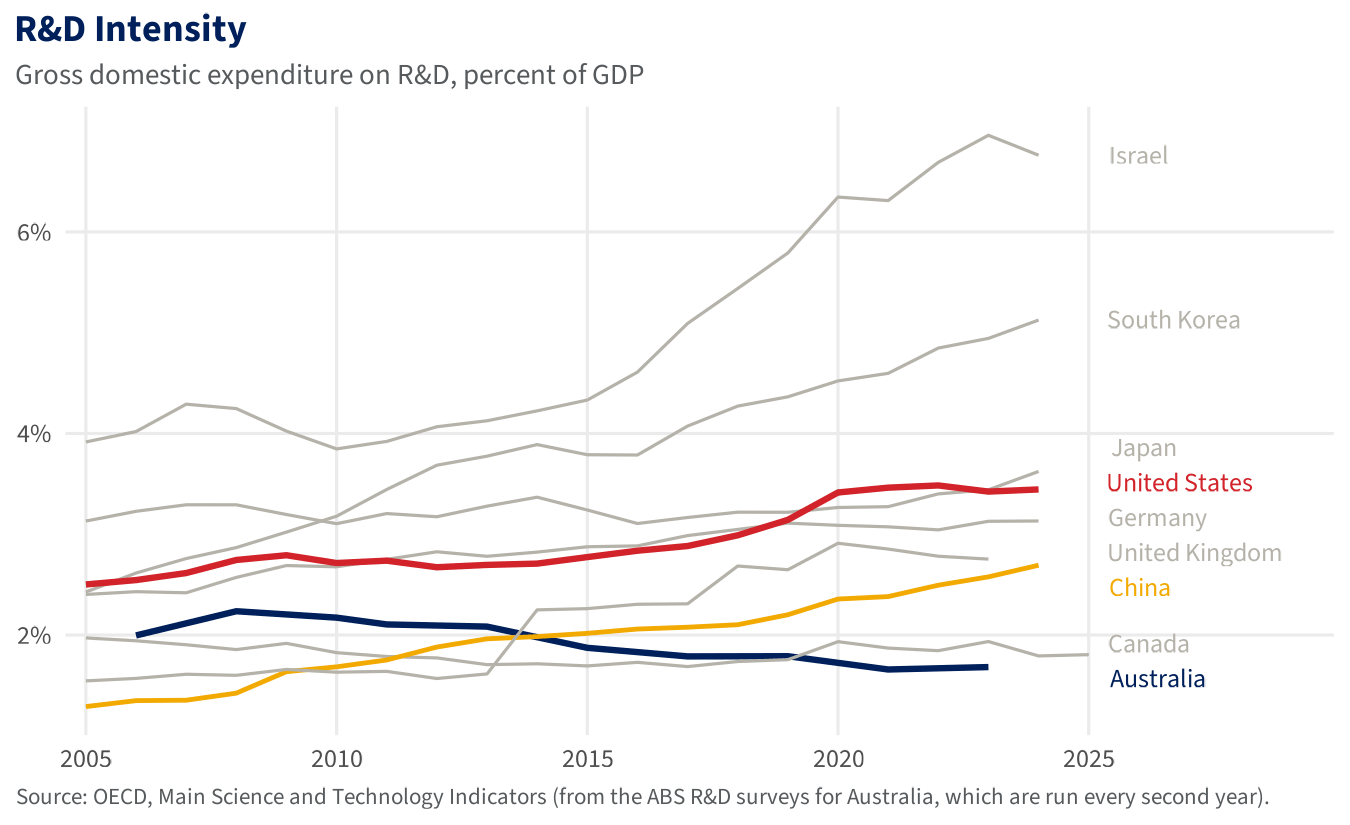 R&D Intensity
Gross domestic expenditure on R&D, percent of GDP
Israel
6%
South Korea
4%
Japan
United States
Germany
United Kingdom
China
2%
Canada
Australia
2005 2010 2015 2020 2025
Source: OECD, Main Science and Technology Indicators (from the ABS R&D surveys for Australia, which are run every second year).